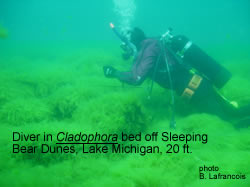 Diver in Cladophora bed off Sleeping
Bear Dunes, Lake Michigan, 20 ft.
photo
B. Lafrancois